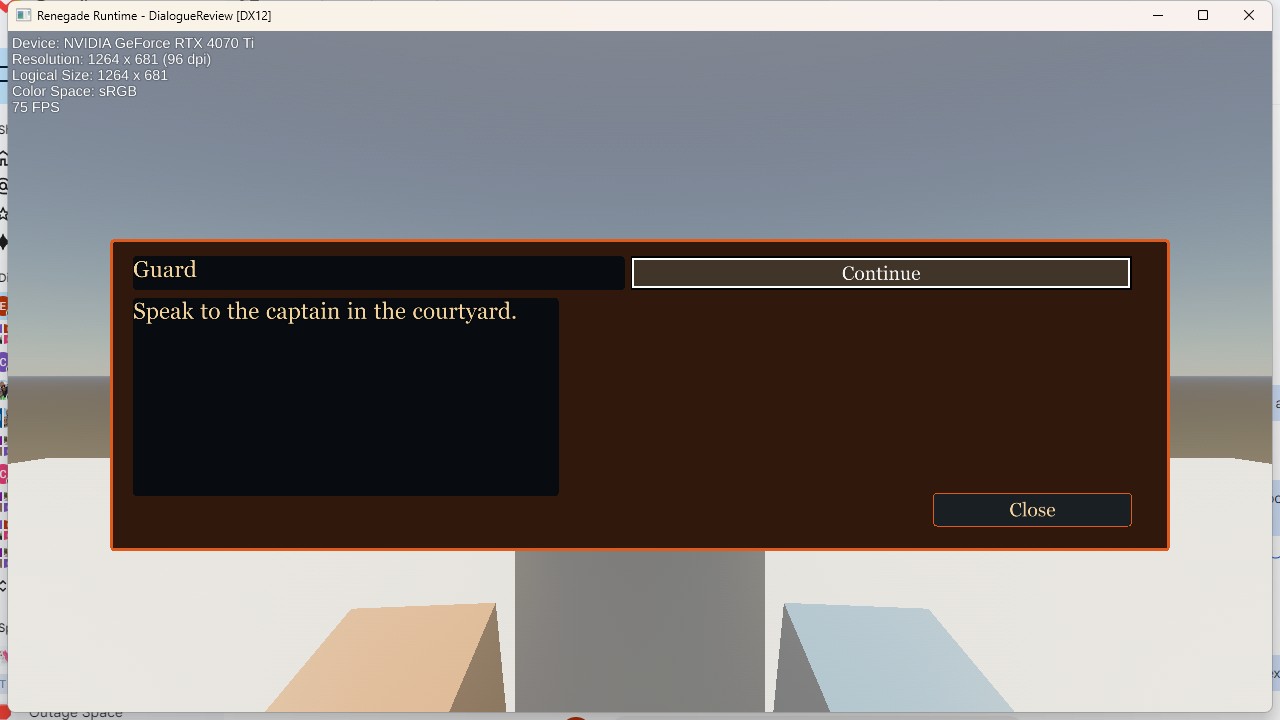 Renegade Runtime - DialogueReview [DX12]
Device: NVIDIA GeForce RTX 4070 Ti
Resolution: 1264 x 681 (96 dpi)
Logical Size: 1264 x 681
Color Space: sRGB
75 FPS
Guard
Continue
Speak to the captain in the courtyard.
Close
Outage Space